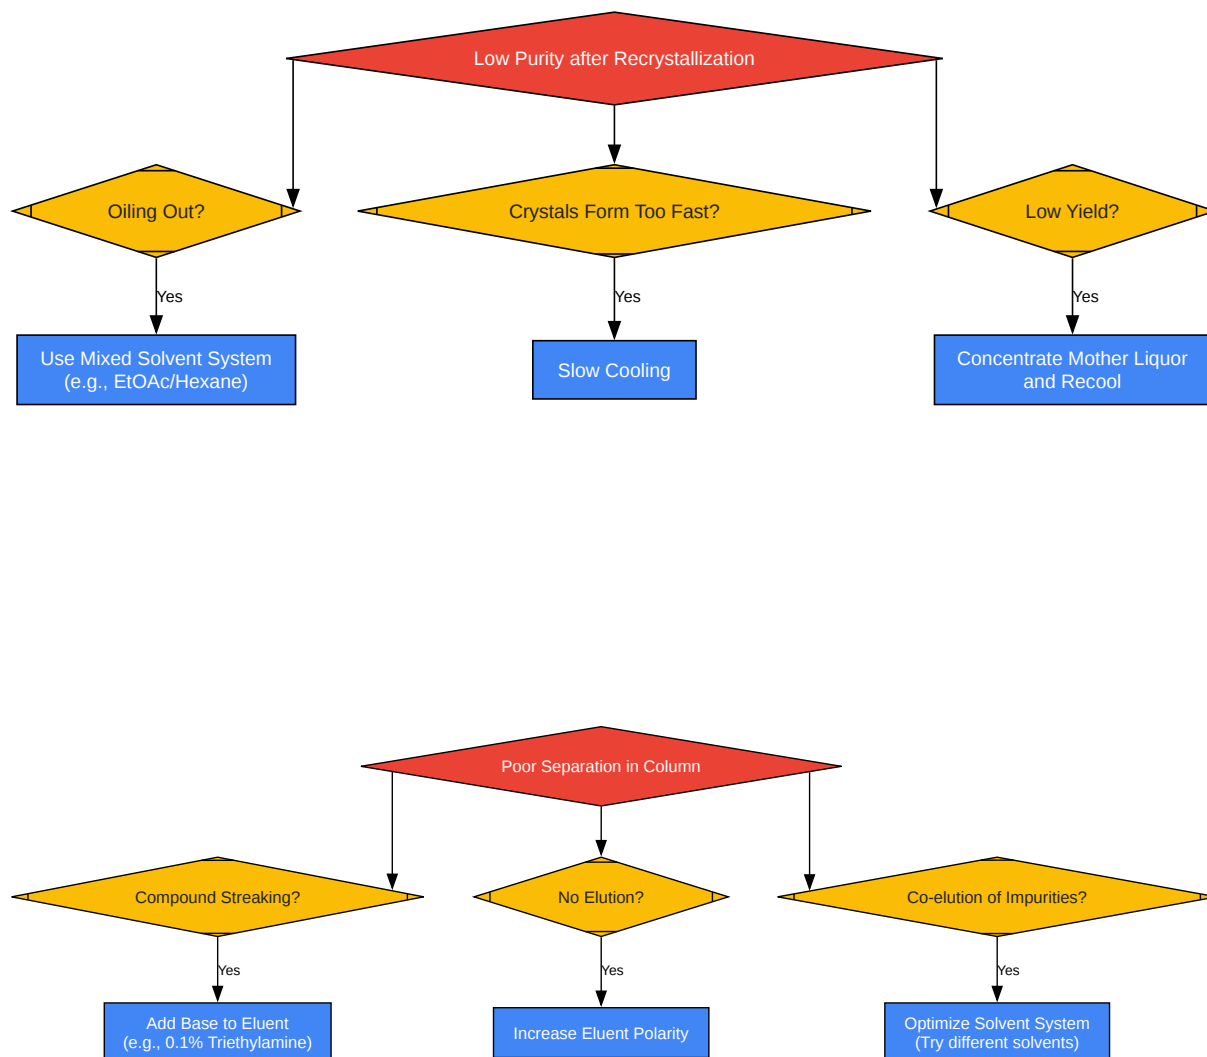 Low Purity after Recrystallization
Oiling Out?
Crystals Form Too Fast?
Low Yield?
Yes
Yes
Yes
Use Mixed Solvent System
(e.g., EtOAc/Hexane)
Slow Cooling
Concentrate Mother Liquor
and Recool
Poor Separation in Column
Compound Streaking?
No Elution?
Co-elution of Impurities?
Yes
Yes
Yes
Add Base to Eluent
(e.g., 0.1% Triethylamine)
Increase Eluent Polarity
Optimize Solvent System
(Try different solvents)